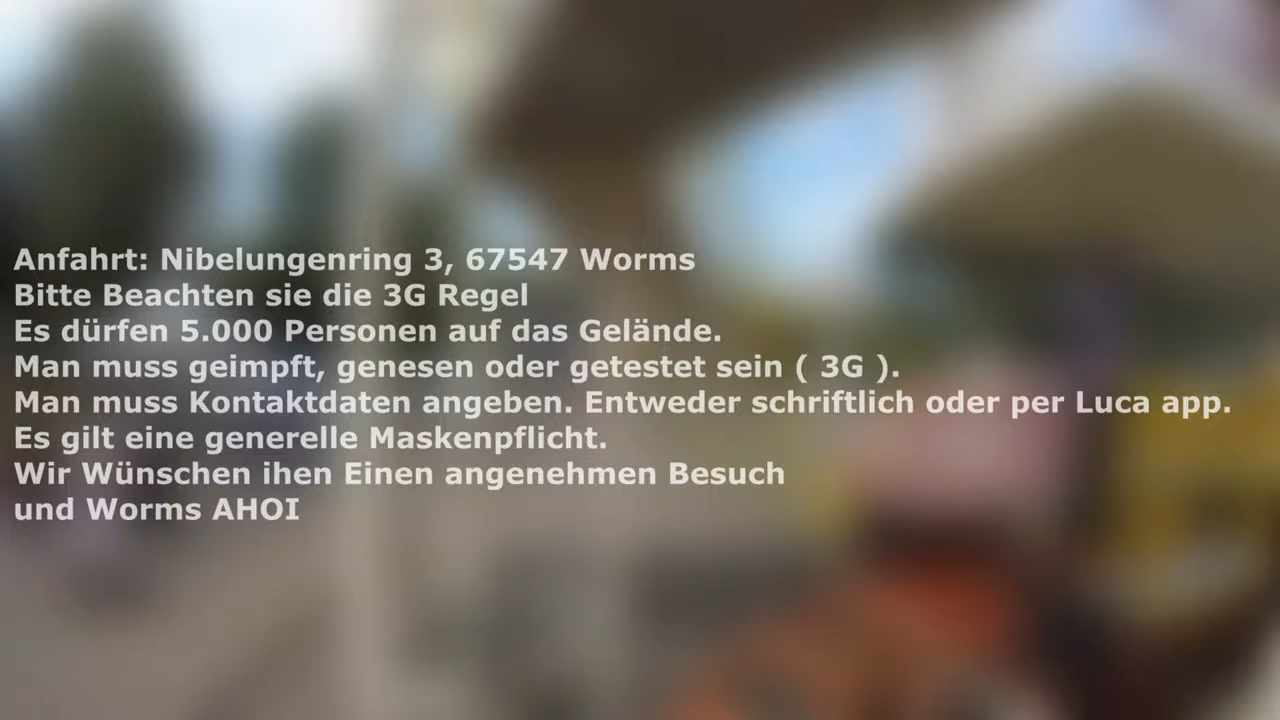 Anfahrt: Nibelungenring 3, 67547 Worms
Bitte Beachten sie die 3G Regel
Es dürfen 5.000 Personen auf das Gelände.
Man muss geimpft, genesen oder getestet sein ( 3G ).
Man muss Kontaktdaten angeben. Entweder schriftlich oder per Luca app.
Es gilt eine generelle Maskenpflicht.
Wir Wünschen ihen Einen angenehmen Besuch
und Worms AHOI